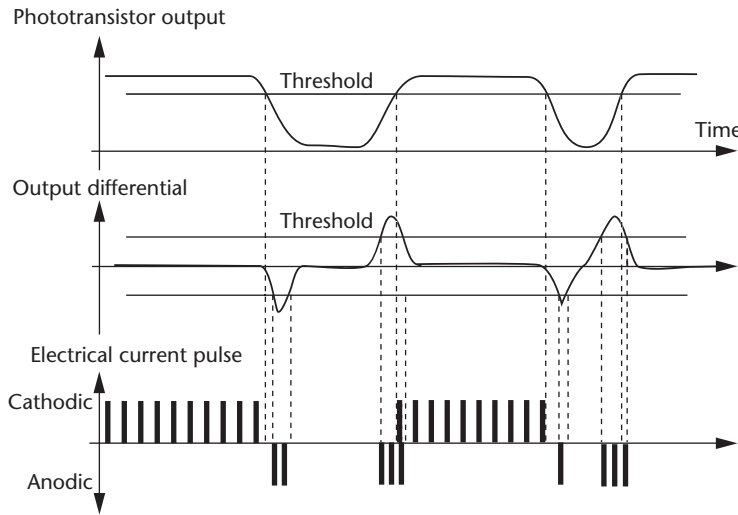 Phototransistor output
Threshold
Time
Output differential
Threshold
Electrical current pulse
Cathodic
Anodic